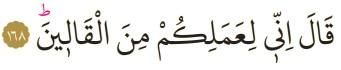 قَالَ اِنّٖي لِعَمَلِكُمْ مِنَ الْقَالٖينَۜ ﴿١٦٨﴾